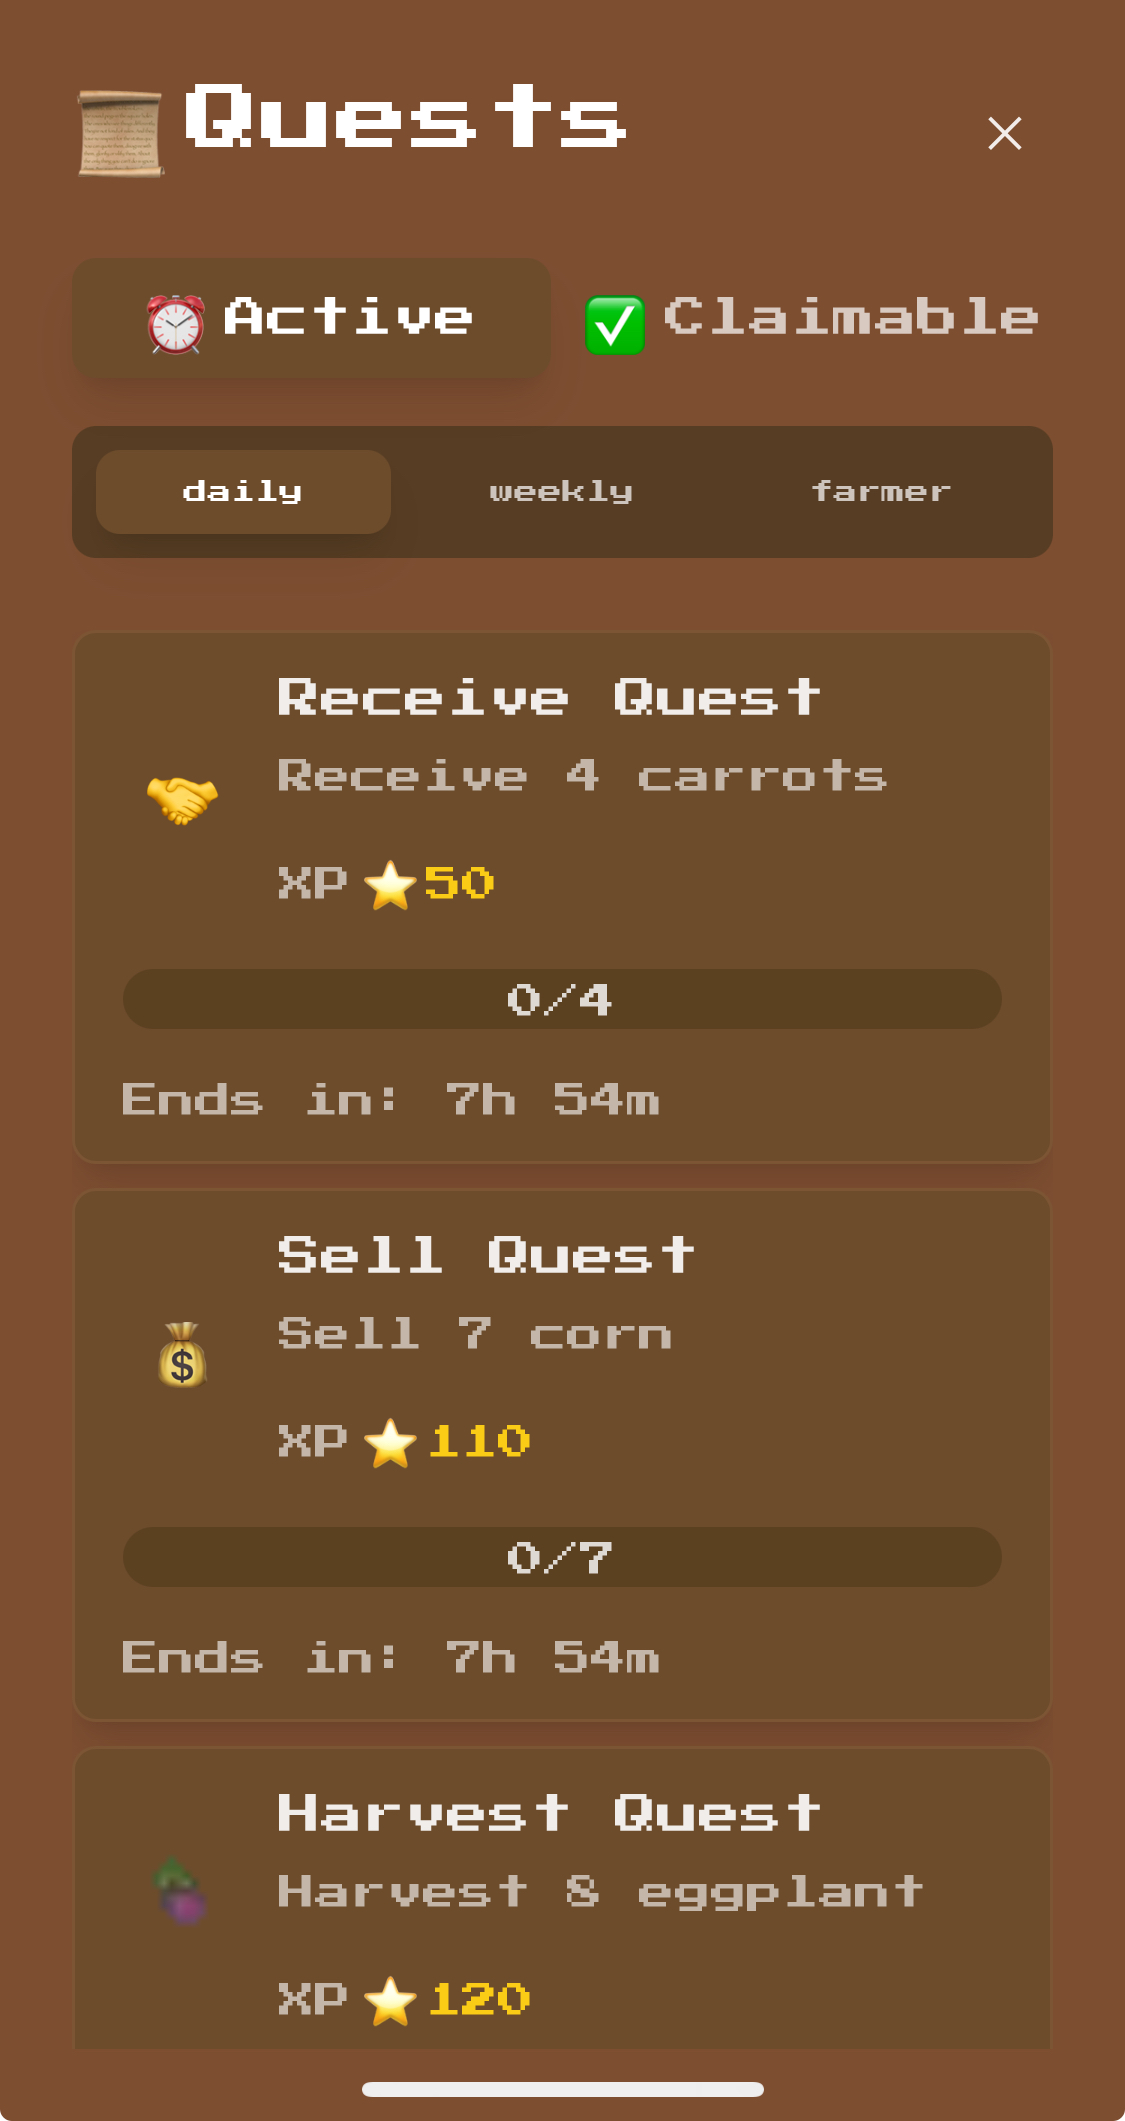 Quests
Active
Claimable
daily
weekly
farmer
Receive Quest
Receive 4 carrots
XP 50
0/4
Ends in: 7h 54m
Sell Quest
Sell 7 corn
XP 110
0/7
Ends in: 7h 54m
Harvest Quest
Harvest 8 eggplant
XP 120